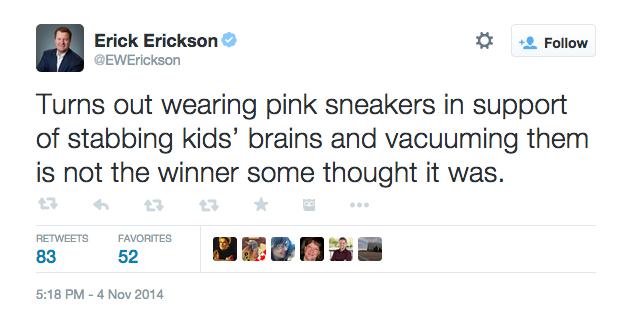 Erick Erickson
@EWErickson
Follow
Turns out wearing pink sneakers in support
of stabbing kids’ brains and vacuuming them
is not the winner some thought it was.
RETWEETS
FAVORITES
83
52
5:18 PM - 4 Nov 2014